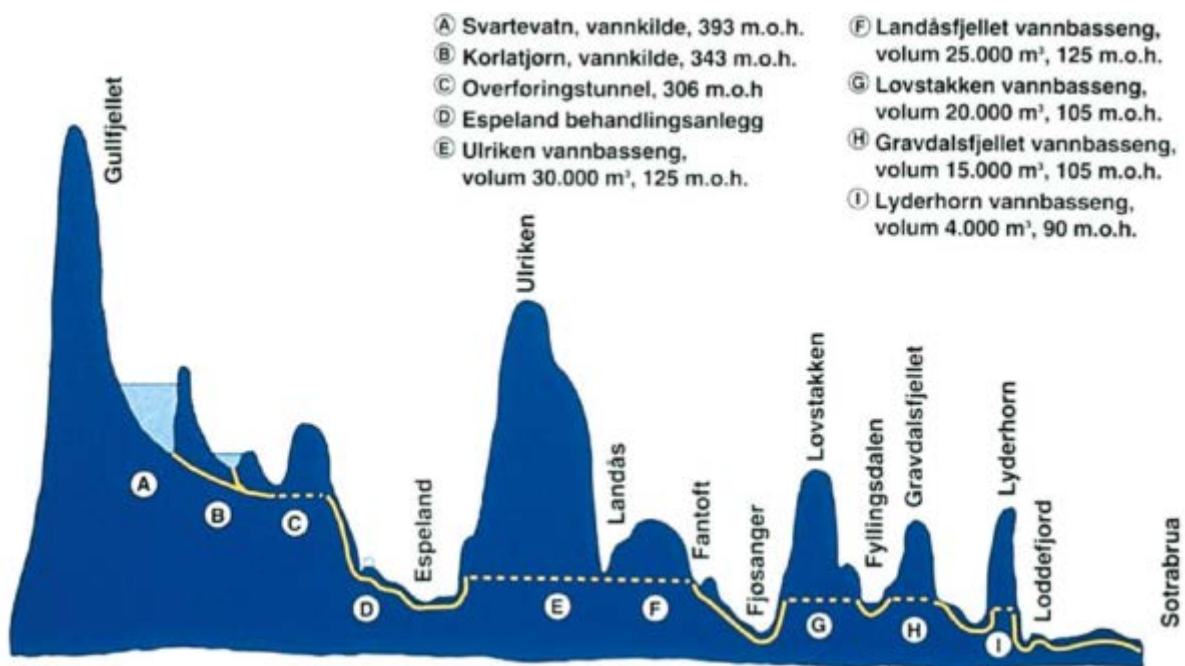 Ⓐ Svartevatn, vannkilde, 393 m.o.h.
Ⓑ Korlatjørn, vannkilde, 343 m.o.h.
Ⓒ Overføringstunnel, 306 m.o.h
Ⓓ Espeland behandlingsanlegg
Ⓔ Ulriken vannbasseng,
volum 30.000 m³, 125 m.o.h.
Ⓕ Landåsfjellet vannbasseng,
volum 25.000 m³, 125 m.o.h.
Ⓖ Løvstakken vannbasseng,
volum 20.000 m³, 105 m.o.h.
Ⓗ Gravdalsfjellet vannbasseng,
volum 15.000 m³, 105 m.o.h.
Ⓘ Lyderhorn vannbasseng,
volum 4.000 m³, 90 m.o.h.
Gullfjellet
Espeland
Ulriken
Landås
Fantoft
Fjøsanger
Løvstakken
Fyllingsdalen
Gravdalsfjellet
Lyderhorn
Loddefjord
Sotrabrua
A
B
C
D
E
F
G
H
I